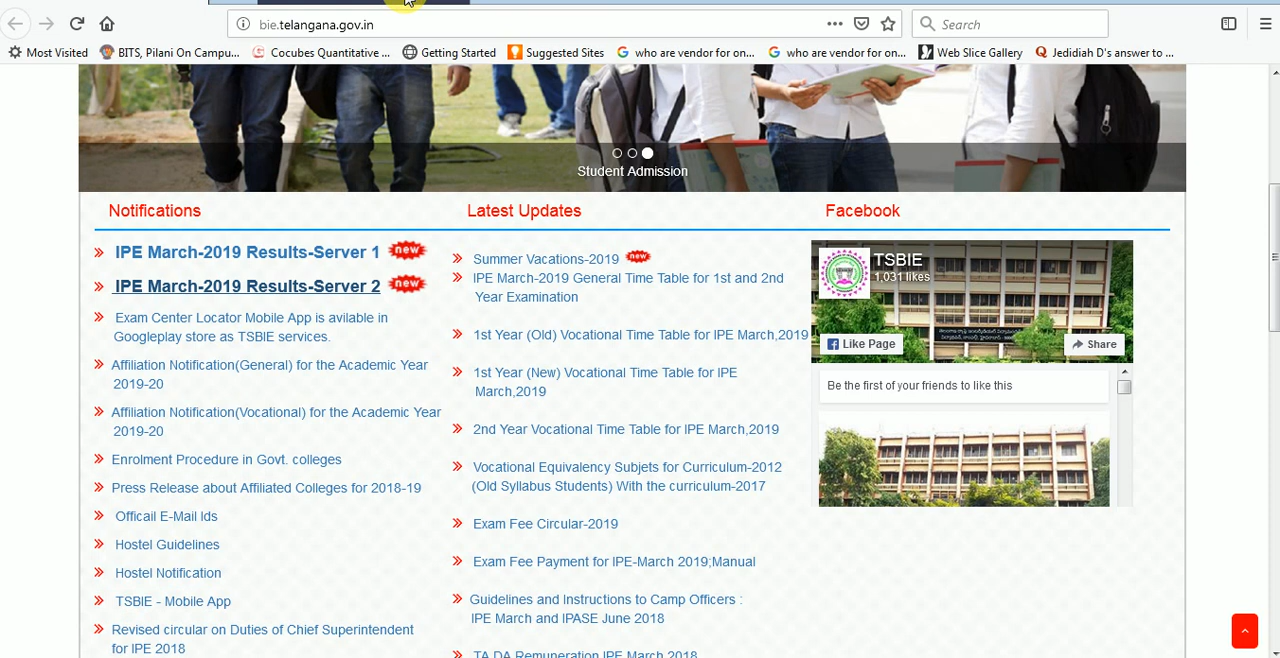 bie.telangana.gov.in
Search
Most Visited
BITS, Pilani On Campu...
Cocubes Quantitative ...
Getting Started
Suggested Sites
who are vendor for on...
who are vendor for on...
Web Slice Gallery
Jedidiah D's answer to ...
Student Admission
Notifications
IPE March-2019 Results-Server 1 new
IPE March-2019 Results-Server 2 new
Exam Center Locator Mobile App is avilable in
Googleplay store as TSBIE services.
Affiliation Notification(General) for the Academic Year
2019-20
Affiliation Notification(Vocational) for the Academic Year
2019-20
Enrolment Procedure in Govt. colleges
Press Release about Affiliated Colleges for 2018-19
Officail E-Mail Ids
Hostel Guidelines
Hostel Notification
TSBIE - Mobile App
Revised circular on Duties of Chief Superintendent
for IPE 2018
Latest Updates
Summer Vacations-2019 new
IPE March-2019 General Time Table for 1st and 2nd
Year Examination
1st Year (Old) Vocational Time Table for IPE March,2019
1st Year (New) Vocational Time Table for IPE
March,2019
2nd Year Vocational Time Table for IPE March,2019
Vocational Equivalency Subjets for Curriculum-2012
(Old Syllabus Students) With the curriculum-2017
Exam Fee Circular-2019
Exam Fee Payment for IPE-March 2019;Manual
Guidelines and Instructions to Camp Officers :
IPE March and IPASE June 2018
TA DA Remuneration IPE March 2018
Facebook
TSBIE
1,031 likes
Like Page
Share
Be the first of your friends to like this